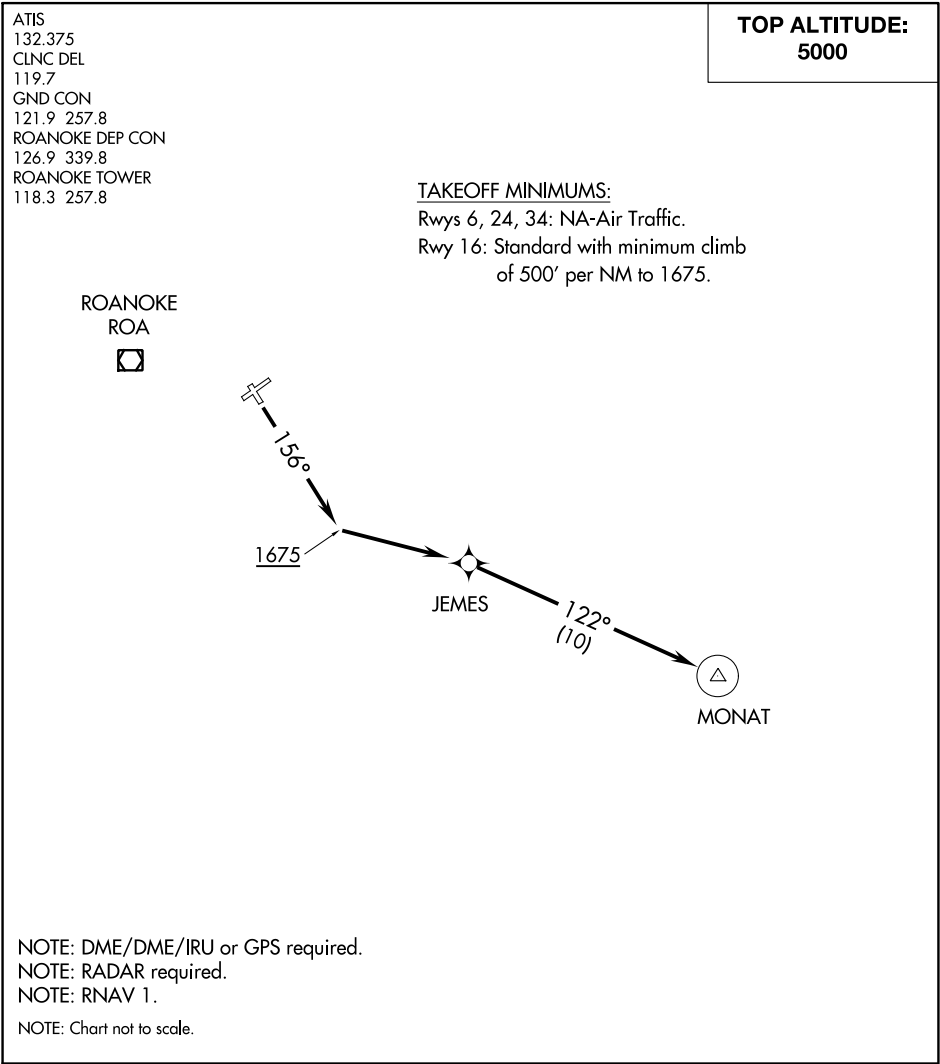 ATIS
132.375
CLNC DEL
119.7
GND CON
121.9 257.8
ROANOKE DEP CON
126.9 339.8
ROANOKE TOWER
118.3 257.8
TOP ALTITUDE:
5000
TAKEOFF MINIMUMS:
Rwys 6, 24, 34: NA-Air Traffic.
Rwy 16: Standard with minimum climb
of 500' per NM to 1675.
ROANOKE
ROA
156°
1675
JEMES
122°
(10)
MONAT
NOTE: DME/DME/IRU or GPS required.
NOTE: RADAR required.
NOTE: RNAV 1.
NOTE: Chart not to scale.